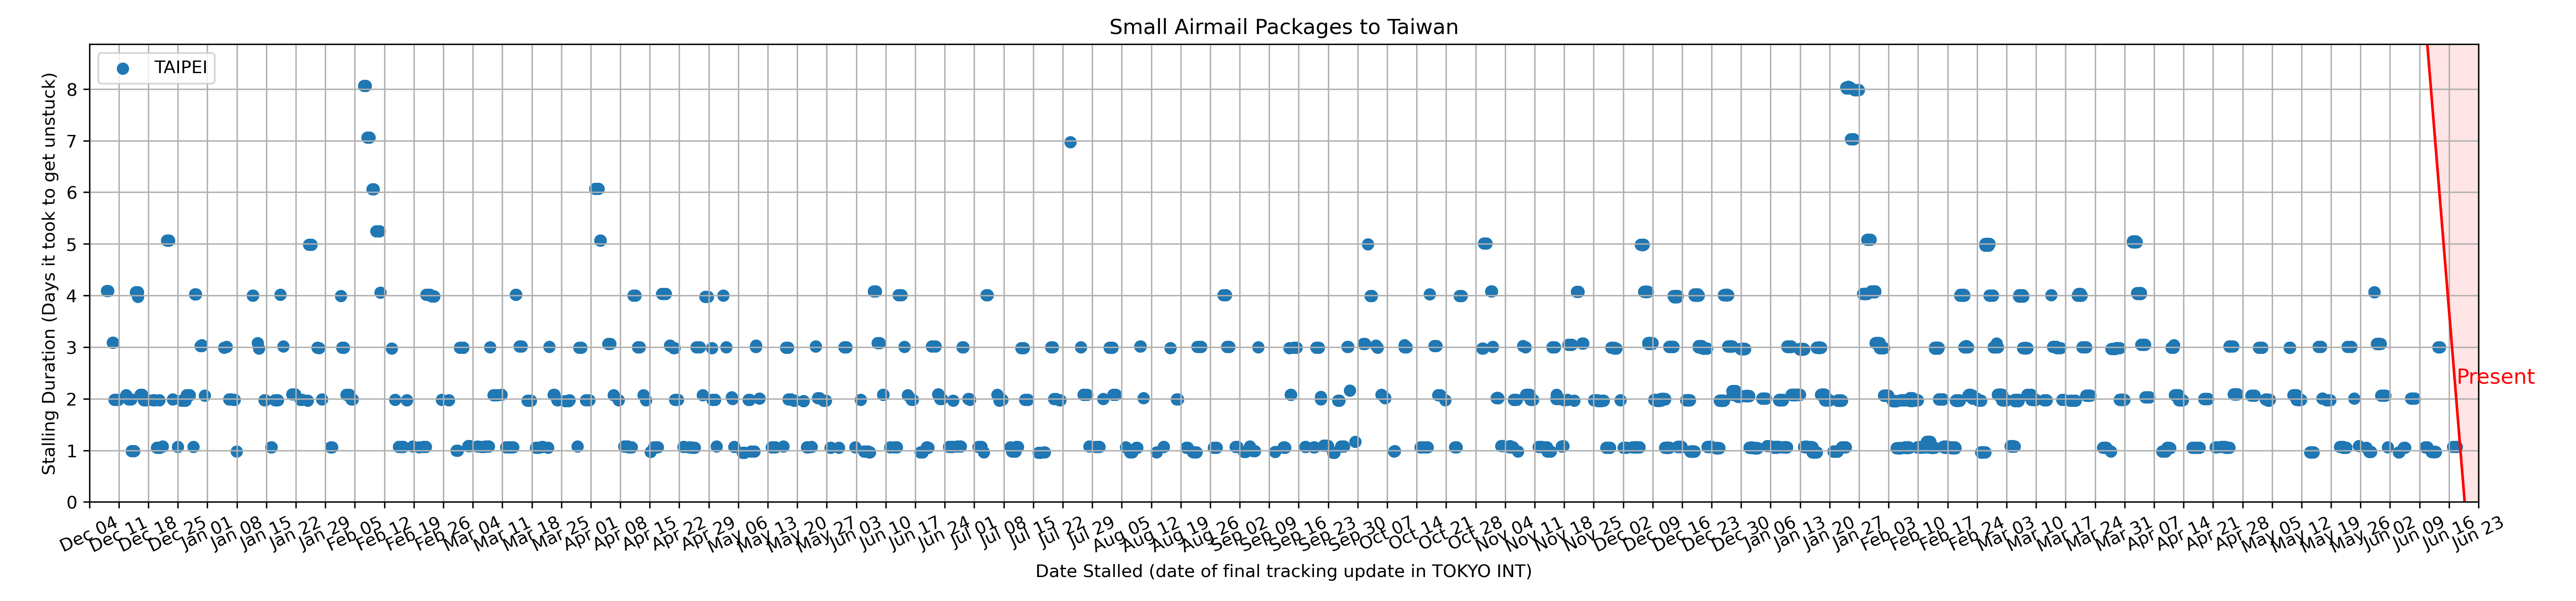 Small Airmail Packages to Taiwan
TAIPEI
Stalling Duration (Days it took to get unstuck)
8
7
6
5
4
3
2
1
0
Present
Dec 04
Dec 11
Dec 18
Dec 25
Jan 01
Jan 08
Jan 15
Jan 22
Jan 29
Feb 05
Feb 12
Feb 19
Feb 26
Mar 04
Mar 11
Mar 18
Mar 25
Apr 01
Apr 08
Apr 15
Apr 22
Apr 29
May 06
May 13
May 20
May 27
Jun 03
Jun 10
Jun 17
Jun 24
Jul 01
Jul 08
Jul 15
Jul 22
Jul 29
Aug 05
Aug 12
Aug 19
Aug 26
Sep 02
Sep 09
Sep 16
Sep 23
Sep 30
Oct 07
Oct 14
Oct 21
Oct 28
Nov 04
Nov 11
Nov 18
Nov 25
Dec 02
Dec 09
Dec 16
Dec 23
Dec 30
Jan 06
Jan 13
Jan 20
Jan 27
Feb 03
Feb 10
Feb 17
Feb 24
Mar 03
Mar 10
Mar 17
Mar 24
Mar 31
Apr 07
Apr 14
Apr 21
Apr 28
May 05
May 12
May 19
May 26
Jun 02
Jun 09
Jun 16
Jun 23
Date Stalled (date of final tracking update in TOKYO INT)